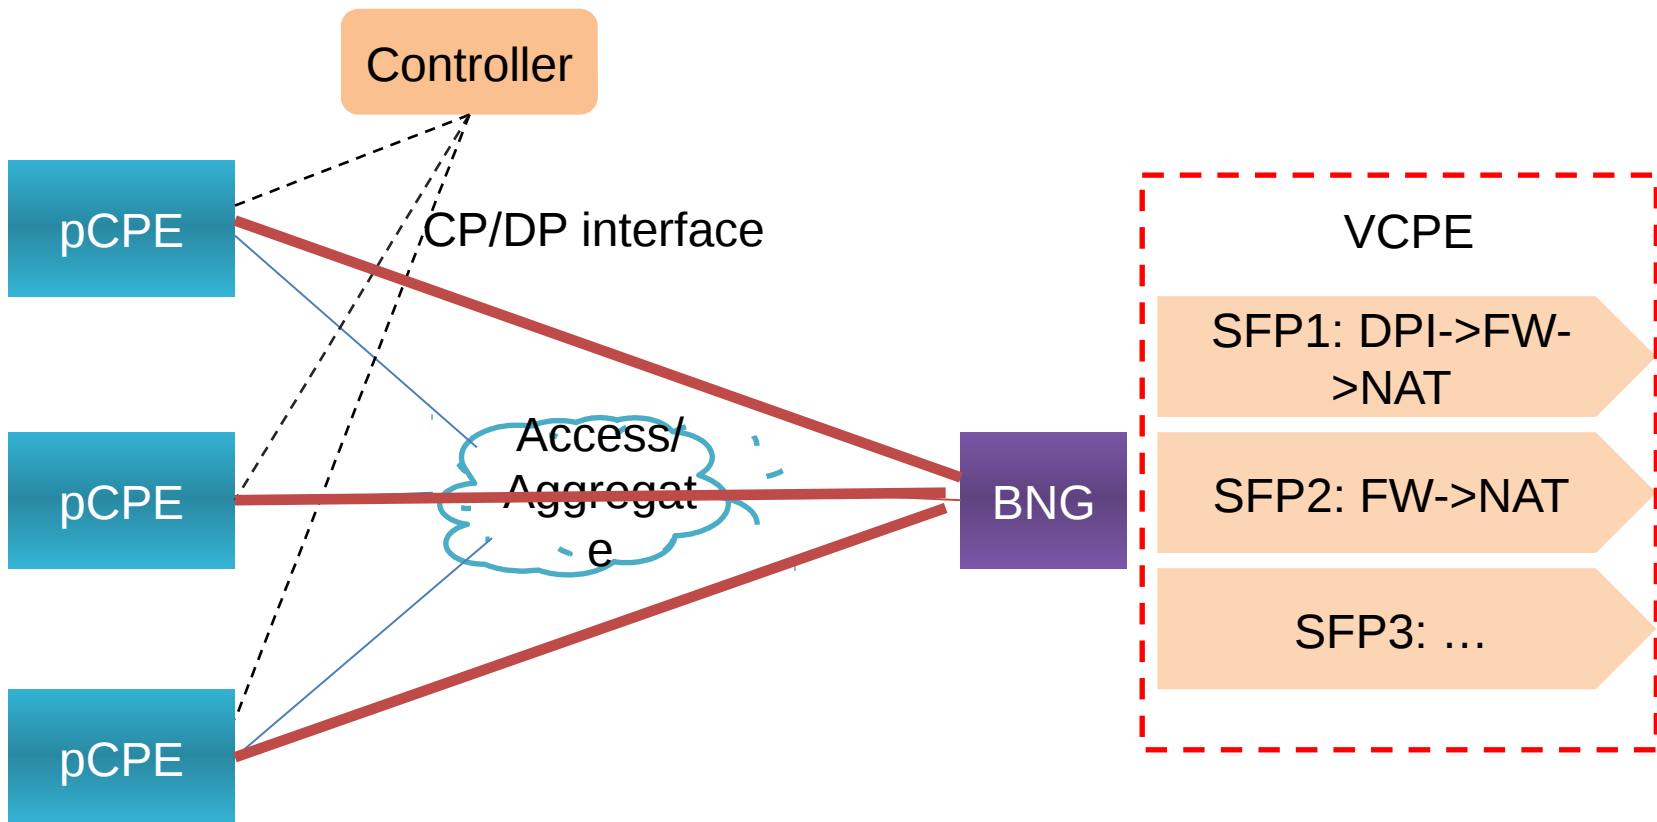 Controller
pCPE
CP/DP interface
VCPE
SFP1: DPI->FW-
>NAT
Access/
Aggregat
e
pCPE
BNG
SFP2: FW->NAT
SFP3: …
pCPE